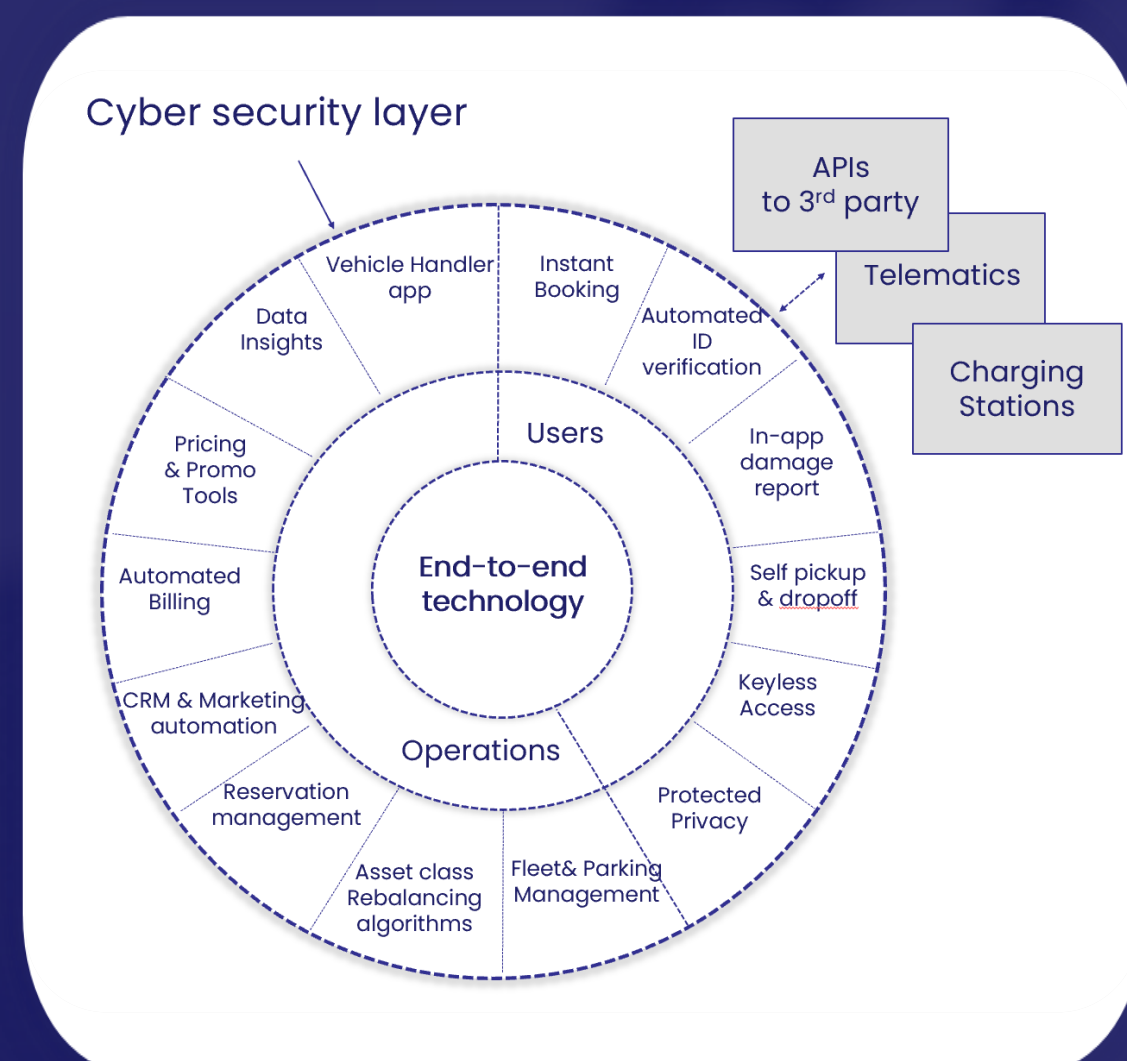 Cyber security layer
APIs
to 3rd party
Telematics
Charging
Stations
Vehicle Handler
app
Instant
Booking
Automated
ID
verification
In-app
damage
report
Self pickup
& dropoff
Keyless
Access
Protected
Privacy
Fleet& Parking
Management
Asset class
Rebalancing
algorithms
Reservation
management
CRM & Marketing
automation
Automated
Billing
Pricing
& Promo
Tools
Data
Insights
Users
End-to-end
technology
Operations